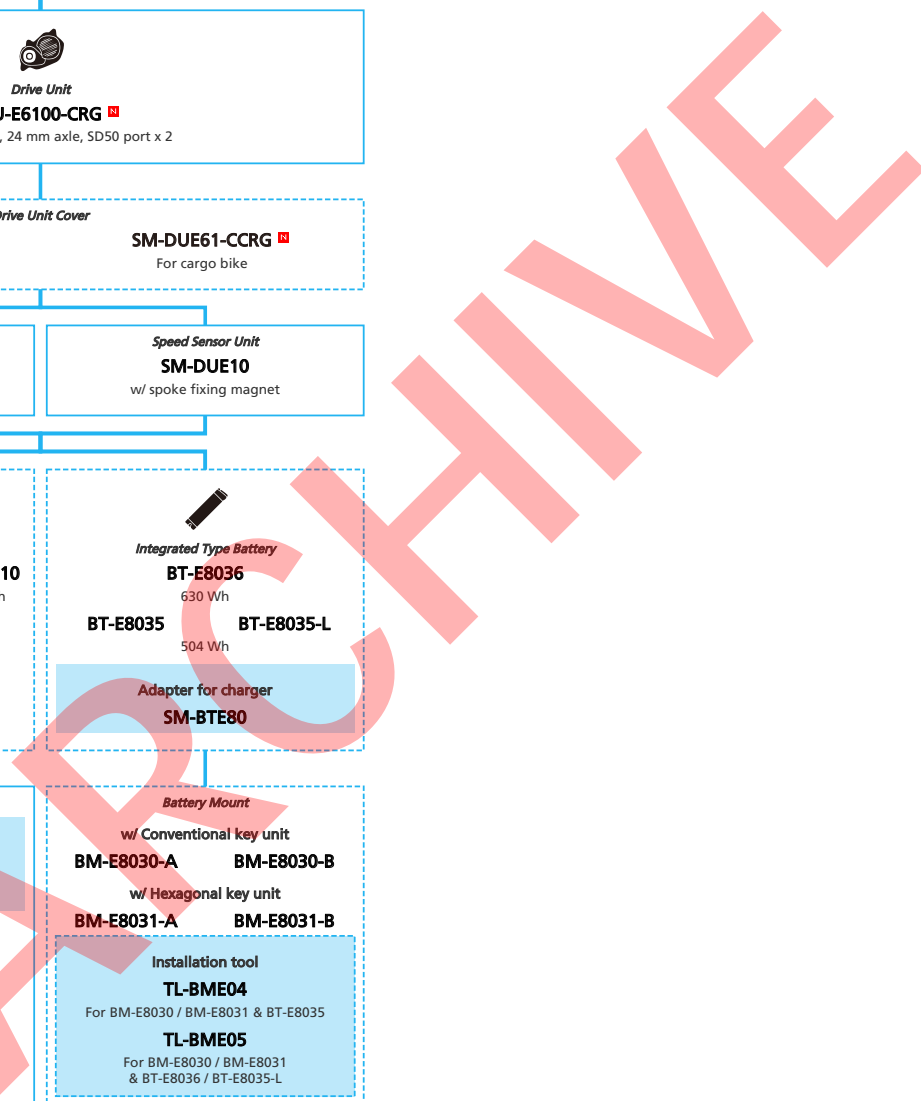 Drive Unit
-E6100-CRG N
, 24 mm axle, SD50 port x 2
Drive Unit Cover
SM-DUE61-CCRG N
For cargo bike
Speed Sensor Unit
SM-DUE10
w/ spoke fixing magnet
Integrated Type Battery
10
BT-E8036
630 Wh
BT-E8035 BT-E8035-L
504 Wh
Adapter for charger
SM-BTE80
Battery Mount
w/ Conventional key unit
BM-E8030-A BM-E8030-B
w/ Hexagonal key unit
BM-E8031-A BM-E8031-B
Installation tool
TL-BME04
For BM-E8030 / BM-E8031 & BT-E8035
TL-BME05
For BM-E8030 / BM-E8031
& BT-E8036 / BT-E8035-L
ARCHIVE